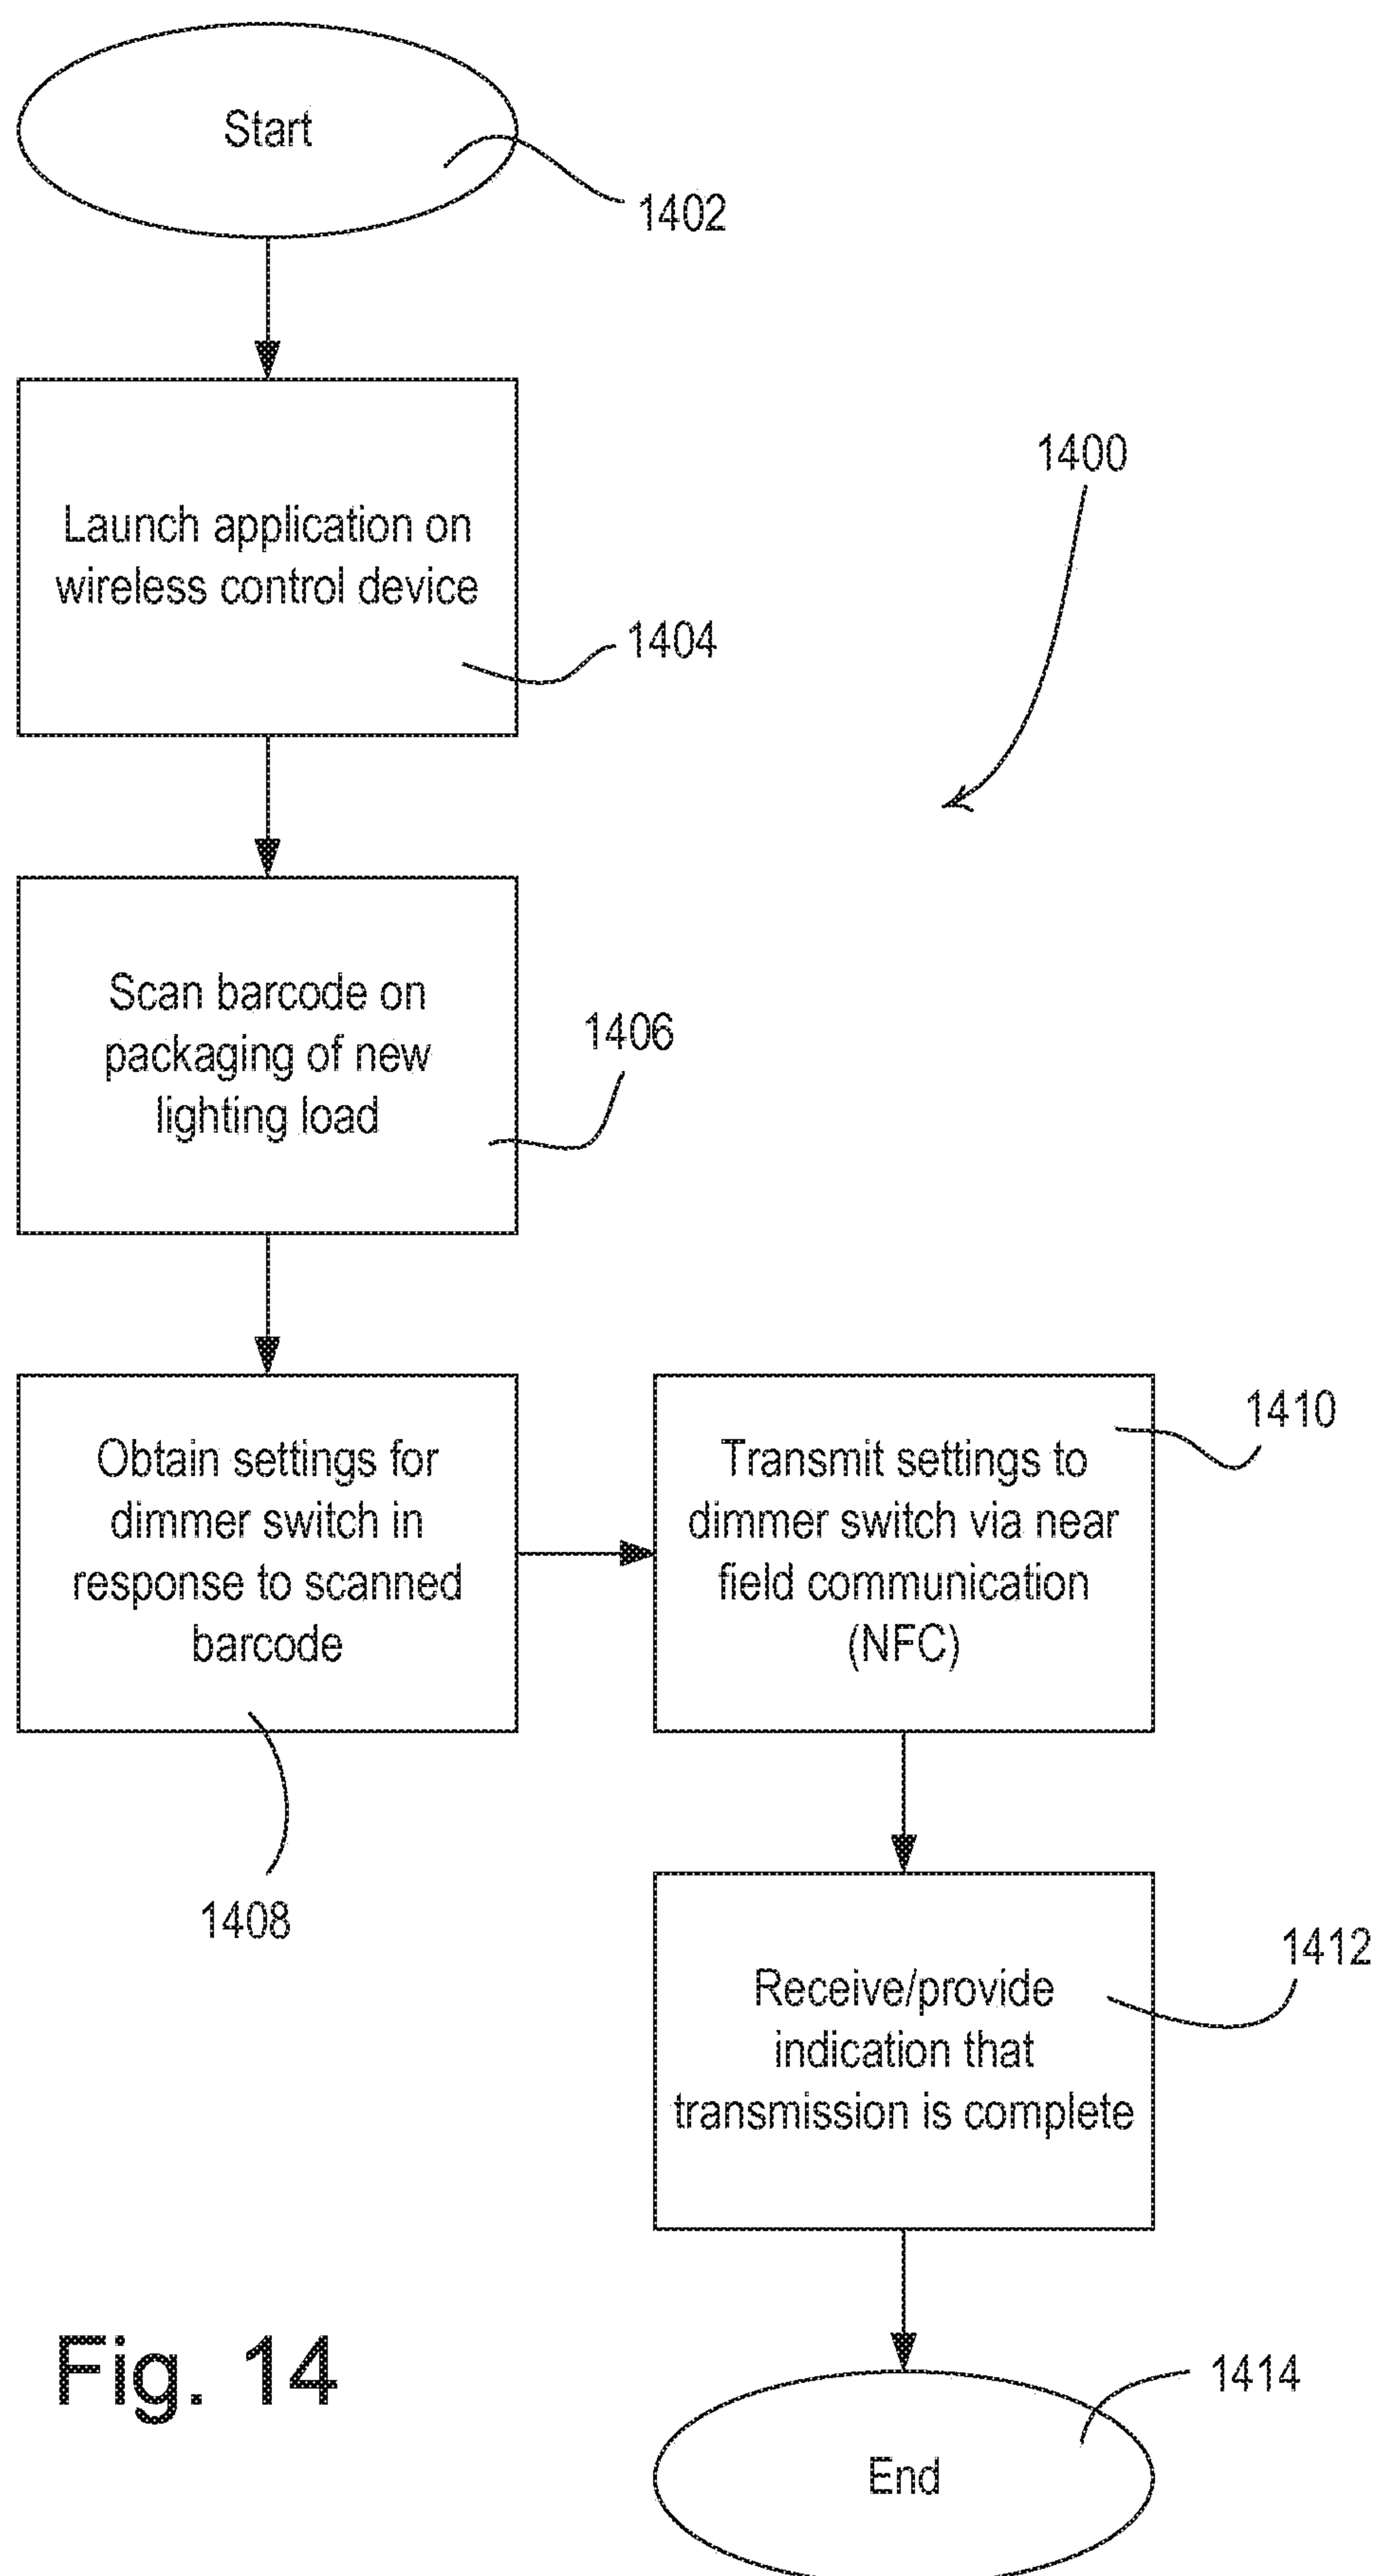 Start
1402
1400
Launch application on
wireless control device
1404
Scan barcode on
packaging of new
lighting load
1406
Obtain settings for
dimmer switch in
response to scanned
barcode
1408
Transmit settings to
dimmer switch via near
field communication
(NFC)
1410
Receive/provide
indication that
transmission is complete
1412
End
1414
Fig. 14